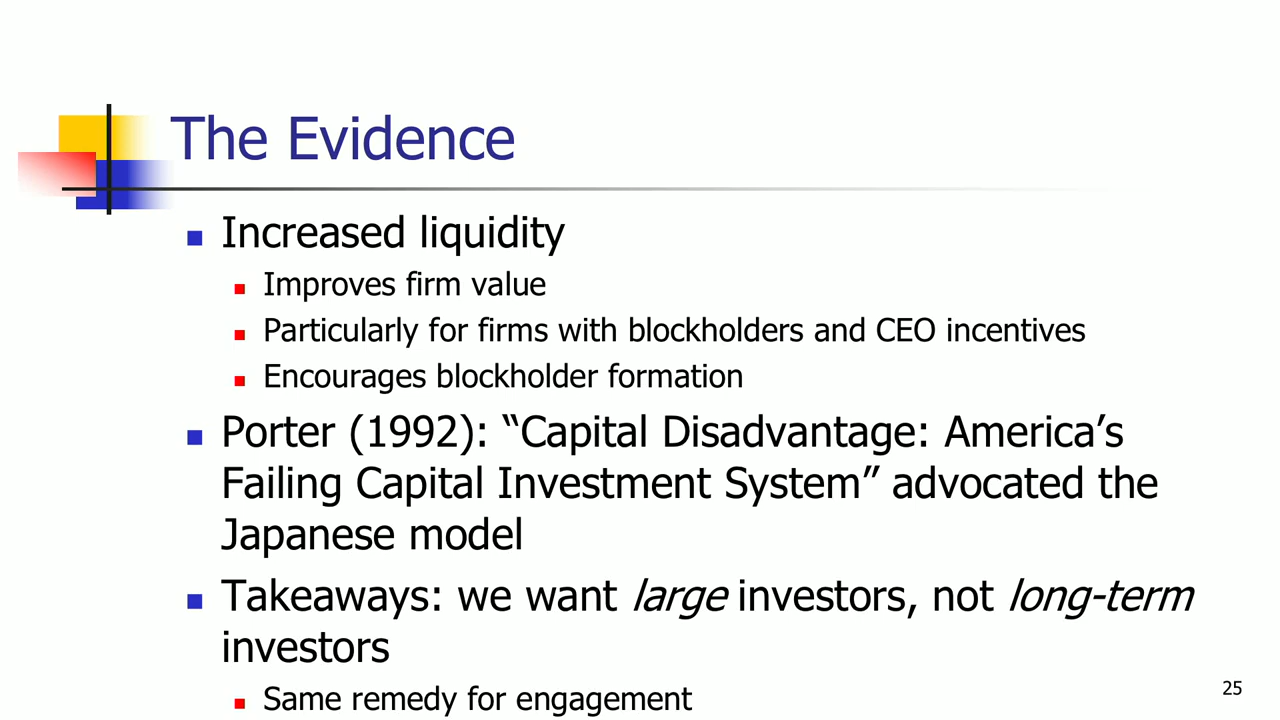 The Evidence
Increased liquidity
Improves firm value
Particularly for firms with blockholders and CEO incentives
Encourages blockholder formation
Porter (1992): “Capital Disadvantage: America’s
Failing Capital Investment System” advocated the
Japanese model
Takeaways: we want large investors, not long-term
investors
Same remedy for engagement
25